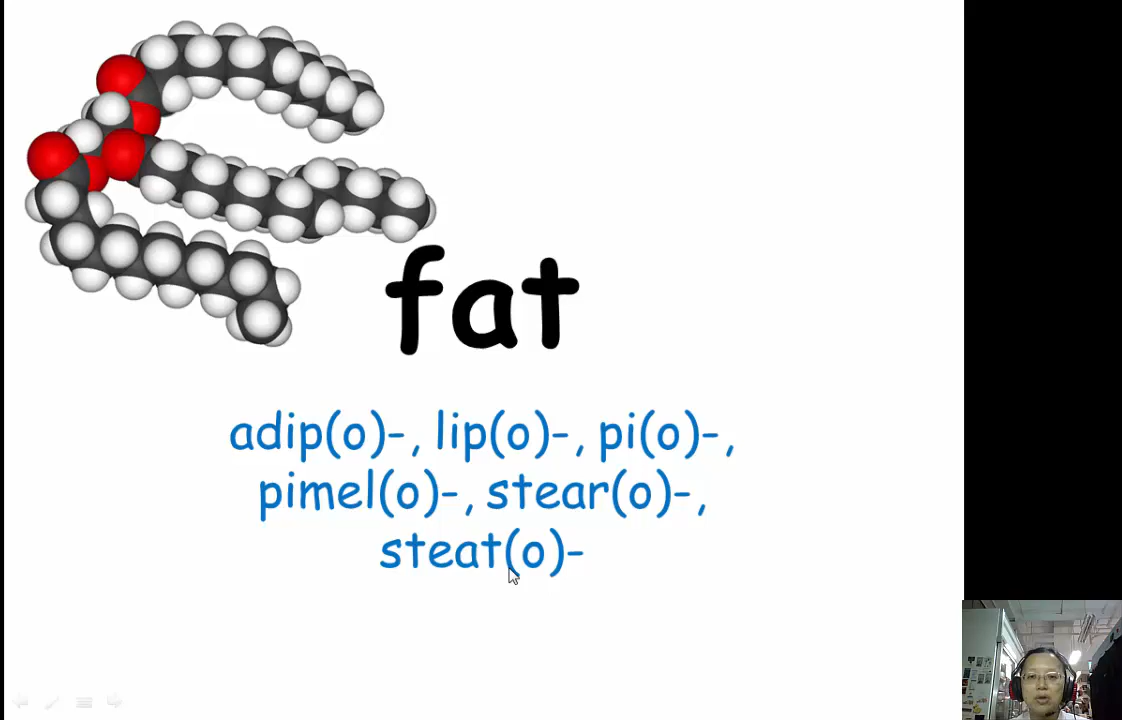 fat
adip(o)-, lip(o)-, pi(o)-,
pimel(o)-, stear(o)-,
steat(o)-